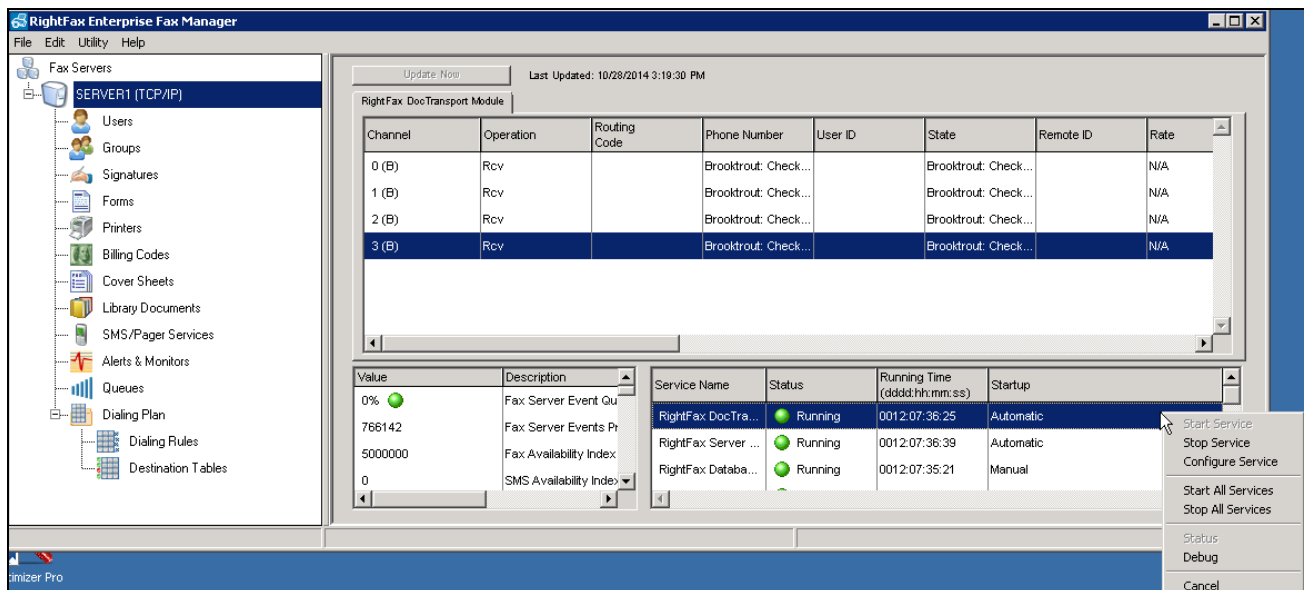 RightFax Enterprise Fax Manager
File Edit Utility Help
Fax Servers
SERVER1 (TCP/IP)
Users
Groups
Signatures
Forms
Printers
Billing Codes
Cover Sheets
Library Documents
SMS/Pager Services
Alerts & Monitors
Queues
Dialing Plan
Dialing Rules
Destination Tables
Update Now Last Updated: 10/28/2014 3:19:30 PM
RightFax DocTransport Module
Channel Operation Routing Code Phone Number User ID State Remote ID Rate
0 (B) Rcv Brooktrout: Check... Brooktrout: Check... N/A
1 (B) Rcv Brooktrout: Check... Brooktrout: Check... N/A
2 (B) Rcv Brooktrout: Check... Brooktrout: Check... N/A
3 (B) Rcv Brooktrout: Check... Brooktrout: Check... N/A
Value Description
0% Fax Server Event Qu
766142 Fax Server Events Pr
5000000 Fax Availability Index
0 SMS Availability Index
Service Name Status Running Time (dddd:hh:mm:ss) Startup
RightFax DocTra... Running 0012:07:36:25 Automatic
RightFax Server ... Running 0012:07:36:39 Automatic
RightFax Databa... Running 0012:07:35:21 Manual
Start Service
Stop Service
Configure Service
Start All Services
Stop All Services
Status
Debug
Cancel
timizer Pro